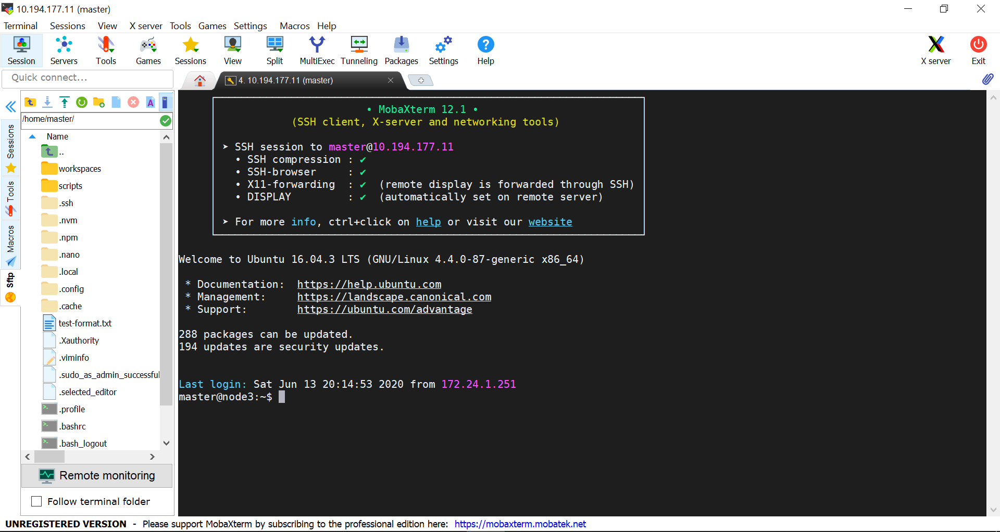 10.194.177.11 (master)
Terminal Sessions View X server Tools Games Settings Macros Help
Session Servers Tools Games Sessions View Split MultiExec Tunneling Packages Settings Help X server Exit
Quick connect...
4. 10.194.177.11 (master)
/home/master/
Name
..
workspaces
scripts
.ssh
.nvm
.npm
.nano
.local
.config
.cache
test-format.txt
.Xauthority
.viminfo
.sudo_as_admin_successful
.selected_editor
.profile
.bashrc
.bash_logout
Remote monitoring
Follow terminal folder
Sessions
Tools
Macros
Sftp
• MobaXterm 12.1 •
(SSH client, X-server and networking tools)
➤ SSH session to master@10.194.177.11
• SSH compression : ✔
• SSH-browser : ✔
• X11-forwarding : ✔ (remote display is forwarded through SSH)
• DISPLAY : ✔ (automatically set on remote server)
➤ For more info, ctrl+click on help or visit our website
Welcome to Ubuntu 16.04.3 LTS (GNU/Linux 4.4.0-87-generic x86_64)
* Documentation: https://help.ubuntu.com
* Management: https://landscape.canonical.com
* Support: https://ubuntu.com/advantage
288 packages can be updated.
194 updates are security updates.
Last login: Sat Jun 13 20:14:53 2020 from 172.24.1.251
master@node3:~$
UNREGISTERED VERSION - Please support MobaXterm by subscribing to the professional edition here: https://mobaxterm.mobatek.net